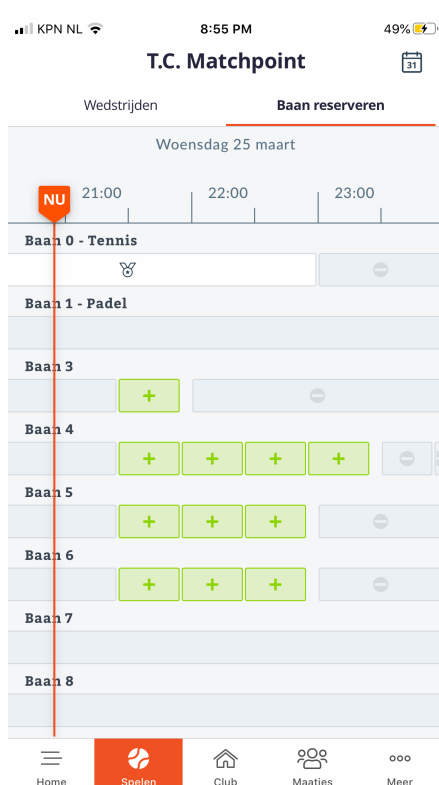 KPN NL 8:55 PM 49%
T.C. Matchpoint
31
Wedstrijden Baan reserveren
Woensdag 25 maart
NU 21:00 22:00 23:00
Baan 0 - Tennis
Baan 1 - Padel
Baan 3
Baan 4
Baan 5
Baan 6
Baan 7
Baan 8
Home Spelen Club Maatjes Meer